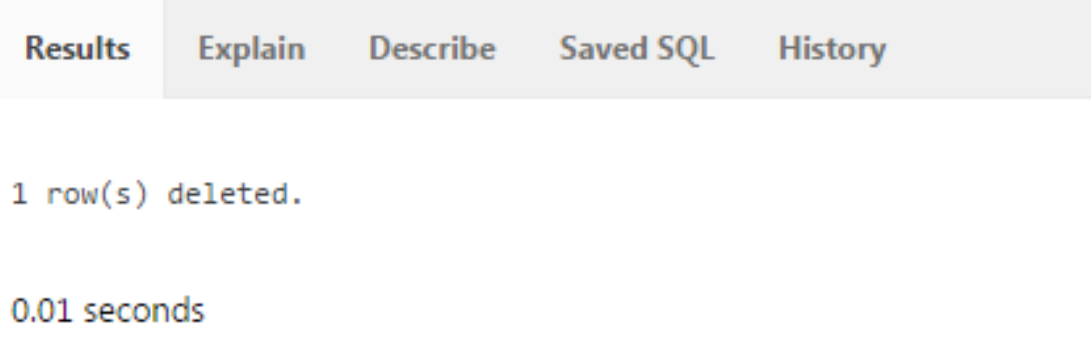 Results Explain Describe Saved SQL History
1 row(s) deleted.
0.01 seconds